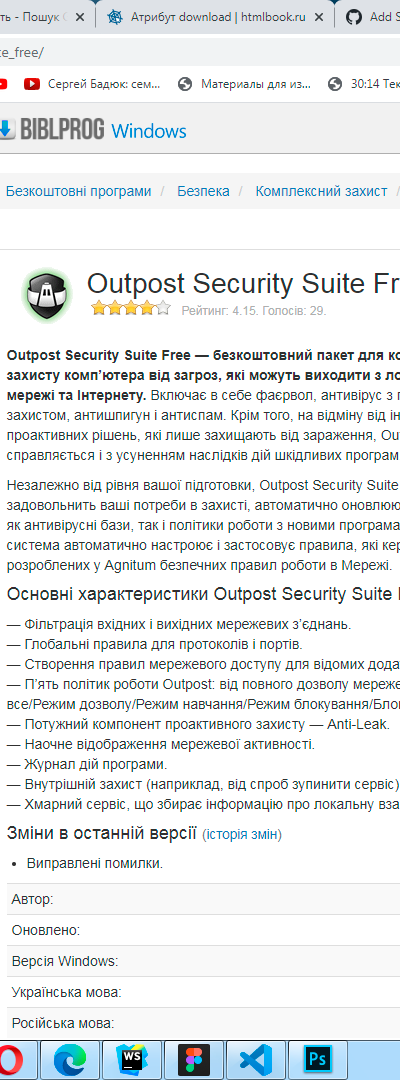 ть - Пошук
Атрибут download | htmlbook.ru
Add S
te_free/
Сергей Бадюк: сем...
Материалы для из...
30:14 Тек
BIBLPROG Windows
Безкоштовні програми / Безпека / Комплексний захист /
Outpost Security Suite Fr
Рейтинг: 4.15. Голосів: 29.
Outpost Security Suite Free — безкоштовний пакет для ко
захисту комп’ютера від загроз, які можуть виходити з ло
мережі та Інтернету. Включає в себе фаєрвол, антивірус з п
захистом, антишпигун і антиспам. Крім того, на відміну від ін
проактивних рішень, які лише захищають від зараження, Out
справляється і з усуненням наслідків дій шкідливих програм
Незалежно від рівня вашої підготовки, Outpost Security Suite
задовольнить ваші потреби в захисті, автоматично оновлюю
як антивірусні бази, так і політики роботи з новими програма
система автоматично настроює і застосовує правила, які кер
розроблених у Agnitum безпечних правил роботи в Мережі.
Основні характеристики Outpost Security Suite
— Фільтрація вхідних і вихідних мережевих з’єднань.
— Глобальні правила для протоколів і портів.
— Створення правил мережевого доступу для відомих дода
— П’ять політик роботи Outpost: від повного дозволу мереже
все/Режим дозволу/Режим навчання/Режим блокування/Бло
— Потужний компонент проактивного захисту — Anti-Leak.
— Наочне відображення мережевої активності.
— Журнал дій програми.
— Внутрішній захист (наприклад, від спроб зупинити сервіс)
— Хмарний сервіс, що збирає інформацію про локальну вза
Зміни в останній версії (історія змін)
• Виправлені помилки.
Автор:
Оновлено:
Версія Windows:
Українська мова:
Російська мова:
WS
Ps